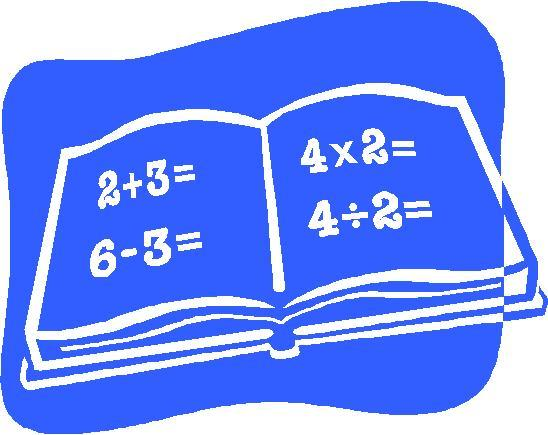 2+3=
6-3=
4x2=
4÷2=